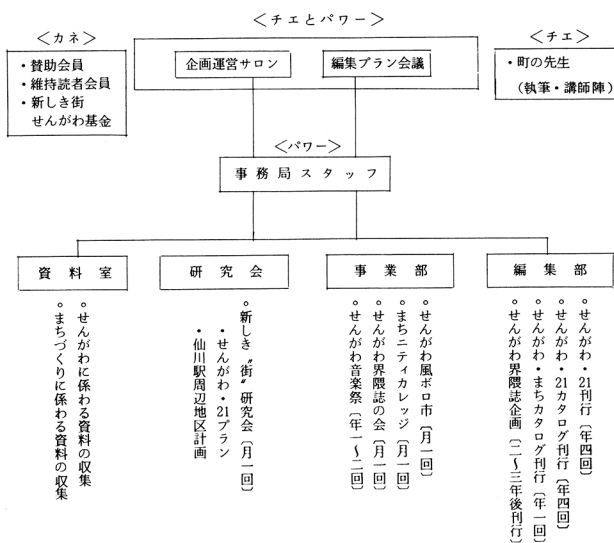 ＜カネ＞
・賛助会員
・維持読者会員
・新しき街
せんがわ基金
＜チエとパワー＞
企画運営サロン
編集プラン会議
＜チエ＞
・町の先生
（執筆・講師陣）
＜パワー＞
事務局スタッフ
資料室
。せんがわに係わる資料の収集
。まちづくりに係わる資料の収集
研究会
。新しき〝街〟研究会〔月一回〕
・せんがわ・21プラン
・仙川駅周辺地区計画
事業部
。せんがわ風ボロ市〔月一回〕
。まちニティカレッジ〔月一回〕
。せんがわ界隈誌の会〔月一回〕
。せんがわ音楽祭〔年一～二回〕
編集部
。せんがわ・21刊行〔年四回〕
。せんがわ・21カタログ刊行〔年四回〕
。せんがわ・まちカタログ刊行〔年一回〕
。せんがわ界隈誌企画〔二～三年後刊行〕